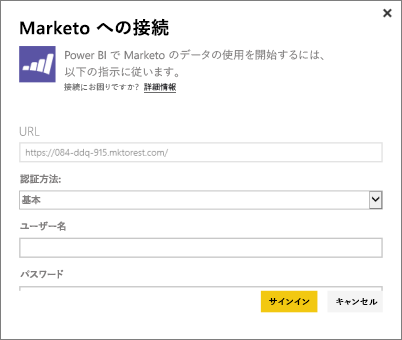 Marketo への接続
Power BI で Marketo のデータの使用を開始するには、
以下の指示に従います。
接続にお困りですか? 詳細情報
URL
https://084-ddq-915.mktorest.com/
認証方法:
基本
ユーザー名
パスワード
サインイン キャンセル